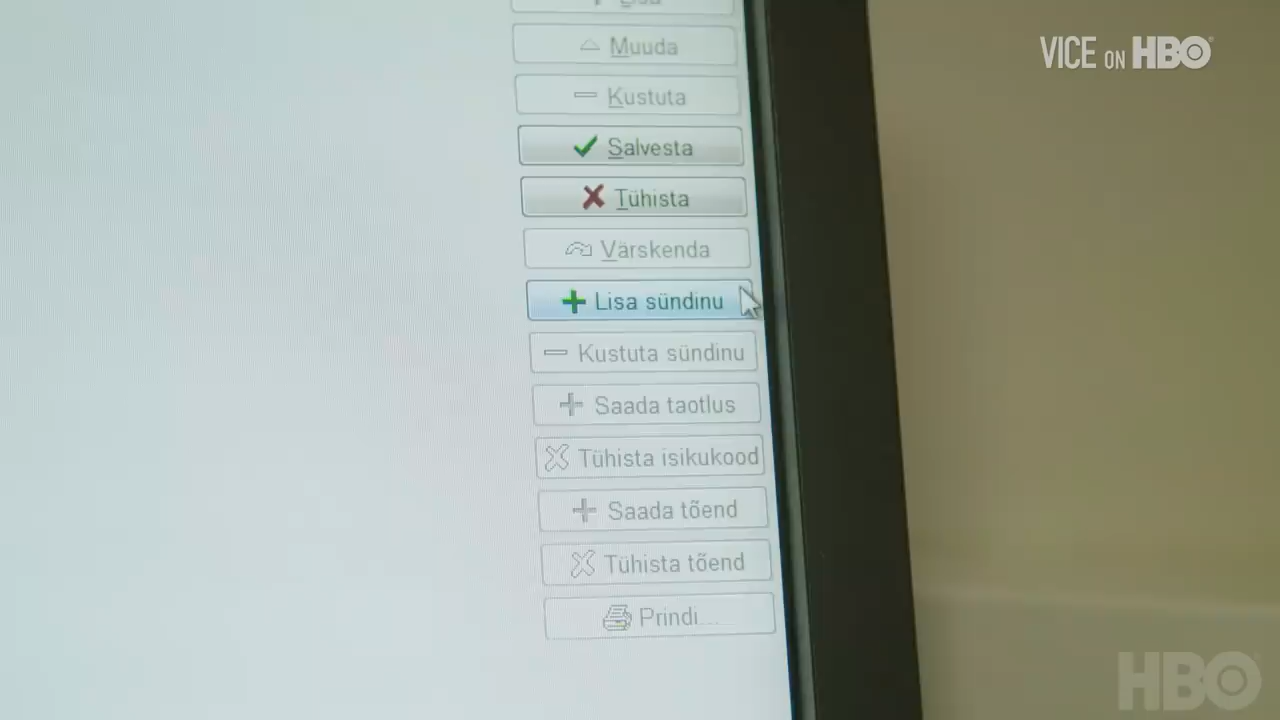 VICE ON HBO
Lisa
Muuda
Kustuta
Salvesta
Tühista
Värskenda
Lisa sündinu
Kustuta sündinu
Saada taotlus
Tühista isikukood
Saada tõend
Tühista tõend
Prindi...
HBO